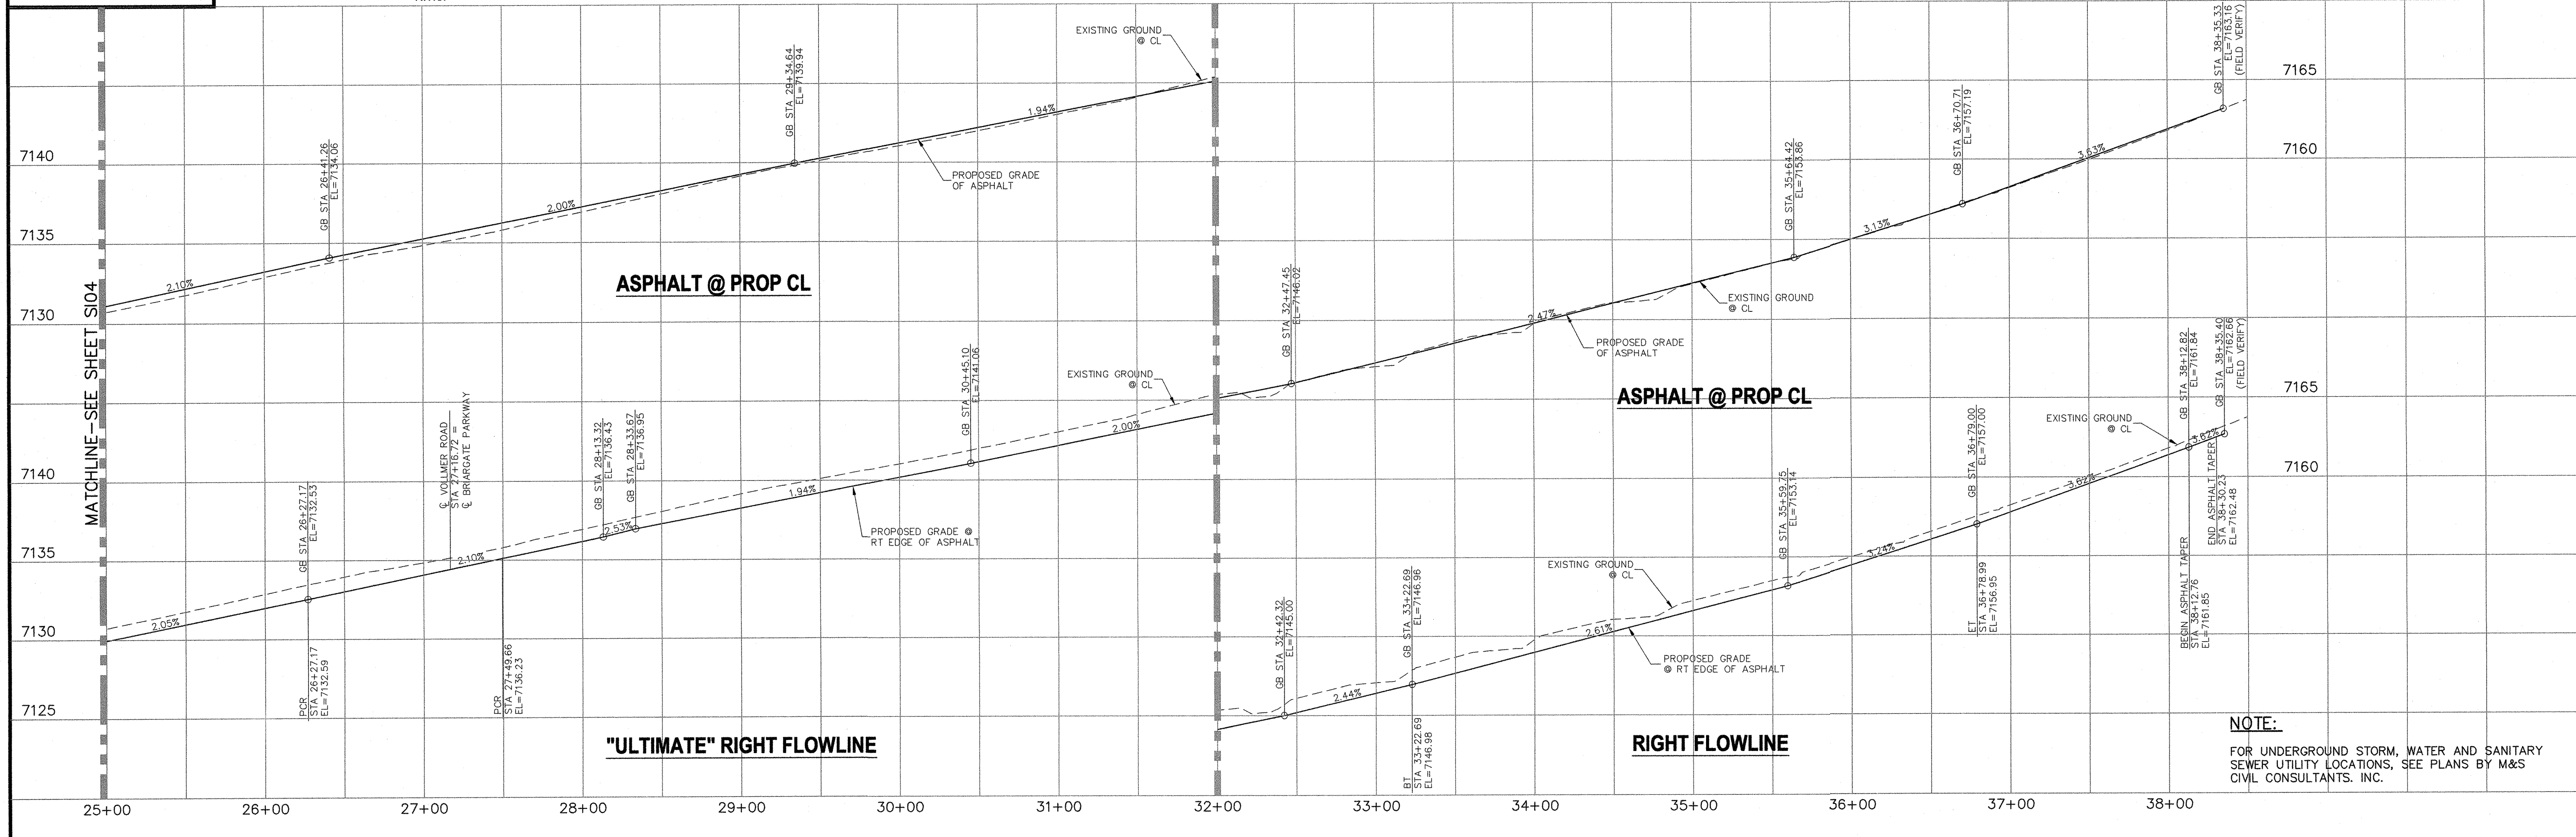 MATCHLINE-SEE SHEET SI04
7140
7135
7130
7140
7135
7130
7125
GB STA 26+41.26
EL=7134.06
GB STA 29+34.64
EL=7139.94
EXISTING GROUND
@ CL
2.10%
2.00%
1.94%
PROPOSED GRADE
OF ASPHALT
ASPHALT @ PROP CL
GB STA 26+27.17
EL=7132.53
℄ VOLLMER ROAD
STA 27+16.72 =
℄ BRIARGATE PARKWAY
GB STA 28+13.32
EL=7136.43
GB STA 28+33.67
EL=7136.95
GB STA 30+45.10
EL=7141.06
EXISTING GROUND
@ CL
2.05%
2.10%
2.53%
1.94%
2.00%
PROPOSED GRADE @
RT EDGE OF ASPHALT
PCR
STA 26+27.17
EL=7132.59
PCR
STA 27+49.66
EL=7136.23
"ULTIMATE" RIGHT FLOWLINE
GB STA 32+47.45
EL=7146.02
GB STA 35+64.42
EL=7153.86
GB STA 36+70.71
EL=7157.19
GB STA 38+35.33
EL=7163.16
(FIELD VERIFY)
2.47%
3.13%
3.63%
PROPOSED GRADE
OF ASPHALT
EXISTING GROUND
@ CL
ASPHALT @ PROP CL
7165
7160
7165
7160
GB STA 32+42.32
EL=7145.00
GB STA 33+22.69
EL=7146.96
GB STA 35+59.75
EL=7153.14
GB STA 36+79.00
EL=7157.00
GB STA 38+12.82
EL=7161.84
GB STA 38+35.40
EL=7162.66
(FIELD VERIFY)
EXISTING GROUND
@ CL
EXISTING GROUND
@ CL
2.44%
2.61%
3.24%
3.62%
3.62%
PROPOSED GRADE
@ RT EDGE OF ASPHALT
BT
STA 33+22.69
EL=7146.98
ET
STA 36+78.99
EL=7156.95
BEGIN ASPHALT TAPER
STA 38+12.76
EL=7161.85
END ASPHALT TAPER
STA 38+30.23
EL=7162.48
RIGHT FLOWLINE
NOTE:
FOR UNDERGROUND STORM, WATER AND SANITARY
SEWER UTILITY LOCATIONS, SEE PLANS BY M&S
CIVIL CONSULTANTS. INC.
25+00
26+00
27+00
28+00
29+00
30+00
31+00
32+00
33+00
34+00
35+00
36+00
37+00
38+00